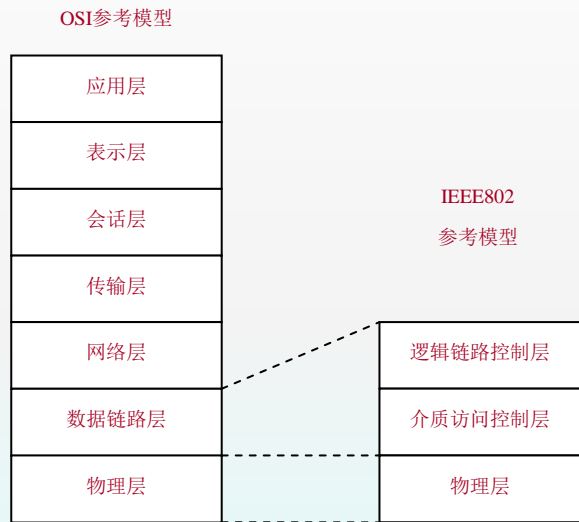 OSI参考模型
应用层
表示层
会话层
传输层
网络层
数据链路层
物理层
IEEE802
参考模型
逻辑链路控制层
介质访问控制层
物理层